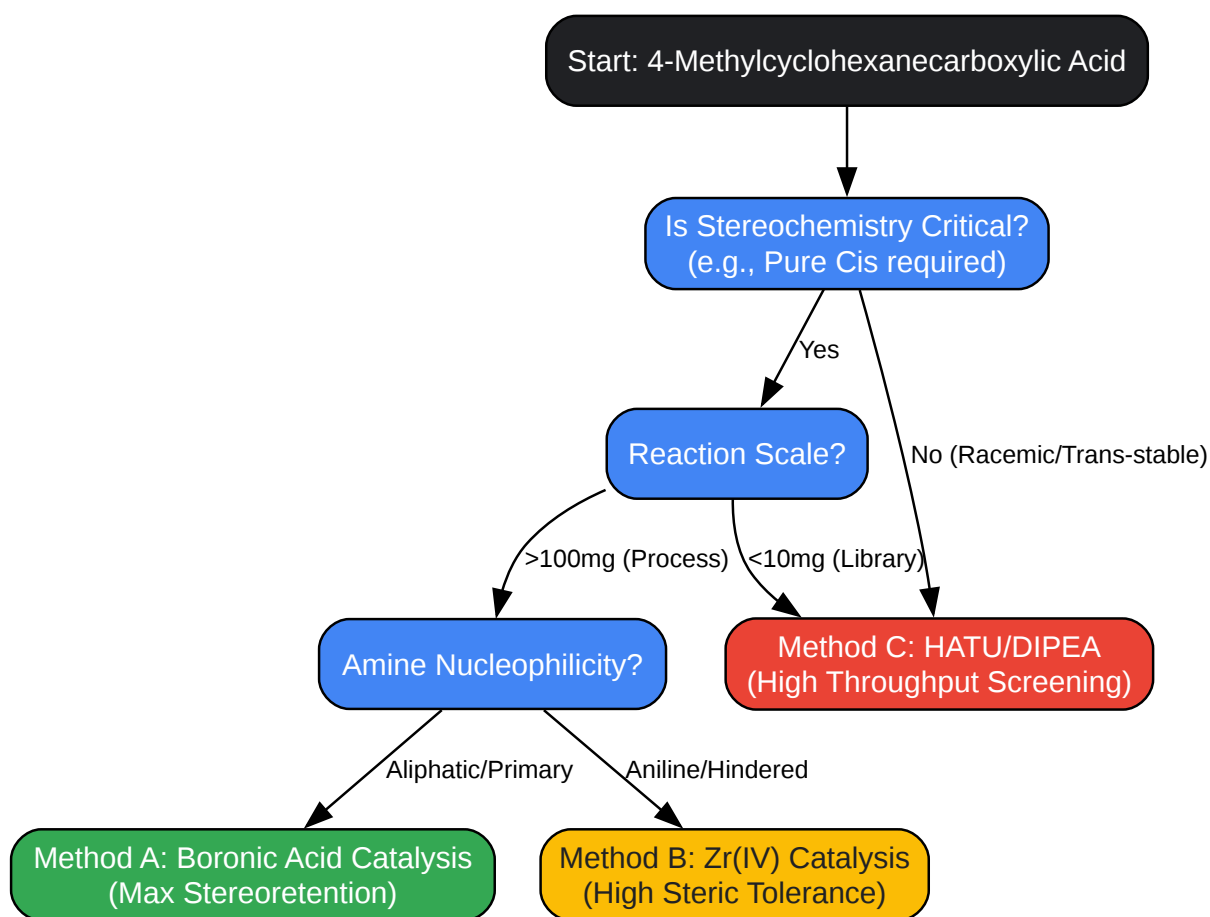 Start: 4-Methylcyclohexanecarboxylic Acid
Is Stereochemistry Critical?
(e.g., Pure Cis required)
Yes
Reaction Scale?
No (Racemic/Trans-stable)
>100mg (Process)
<10mg (Library)
Amine Nucleophilicity?
Method C: HATU/DIPEA
(High Throughput Screening)
Aliphatic/Primary
Aniline/Hindered
Method A: Boronic Acid Catalysis
(Max Stereoretention)
Method B: Zr(IV) Catalysis
(High Steric Tolerance)